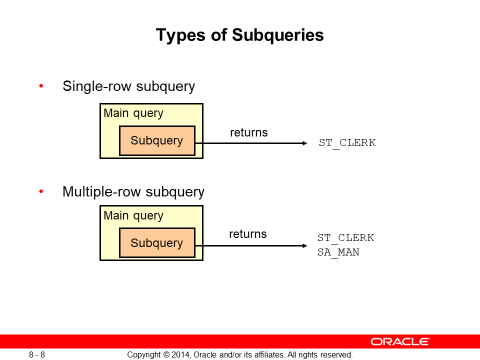 Types of Subqueries
• Single-row subquery
Main query
Subquery
returns
ST_CLERK
• Multiple-row subquery
Main query
Subquery
returns
ST_CLERK
SA_MAN
ORACLE
8 - 8
Copyright © 2014, Oracle and/or its affiliates. All rights reserved.